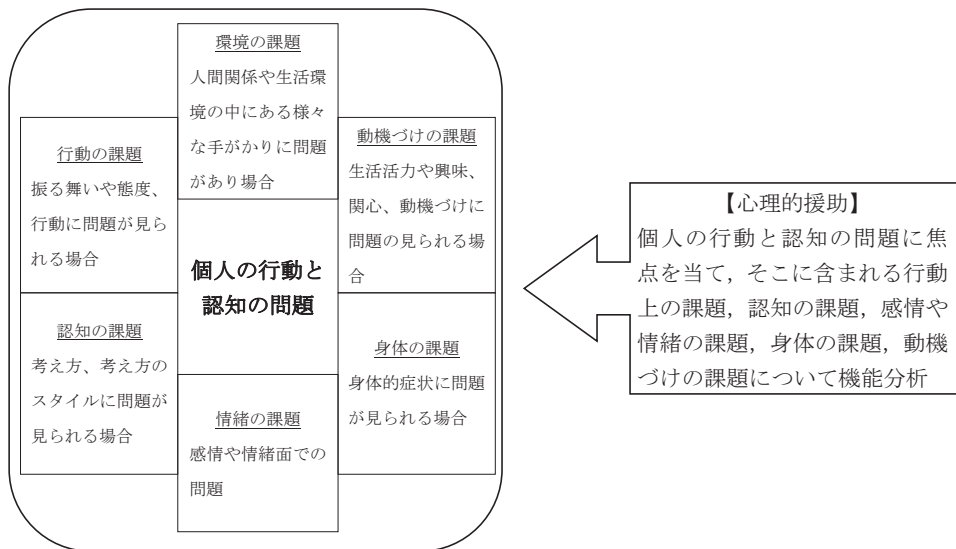 環境の課題
人間関係や生活環
境の中にある様々
な手がかりに問題
があり場合
行動の課題
振る舞いや態度、
行動に問題が見ら
れる場合
動機づけの課題
生活活力や興味、
関心、動機づけに
問題の見られる場
合
個人の行動と
認知の問題
認知の課題
考え方、考え方の
スタイルに問題が
見られる場合
身体の課題
身体的症状に問題
が見られる場合
情緒の課題
感情や情緒面での
問題
【心理的援助】
個人の行動と認知の問題に焦
点を当て，そこに含まれる行動
上の課題，認知の課題，感情や
情緒の課題，身体の課題，動機
づけの課題について機能分析